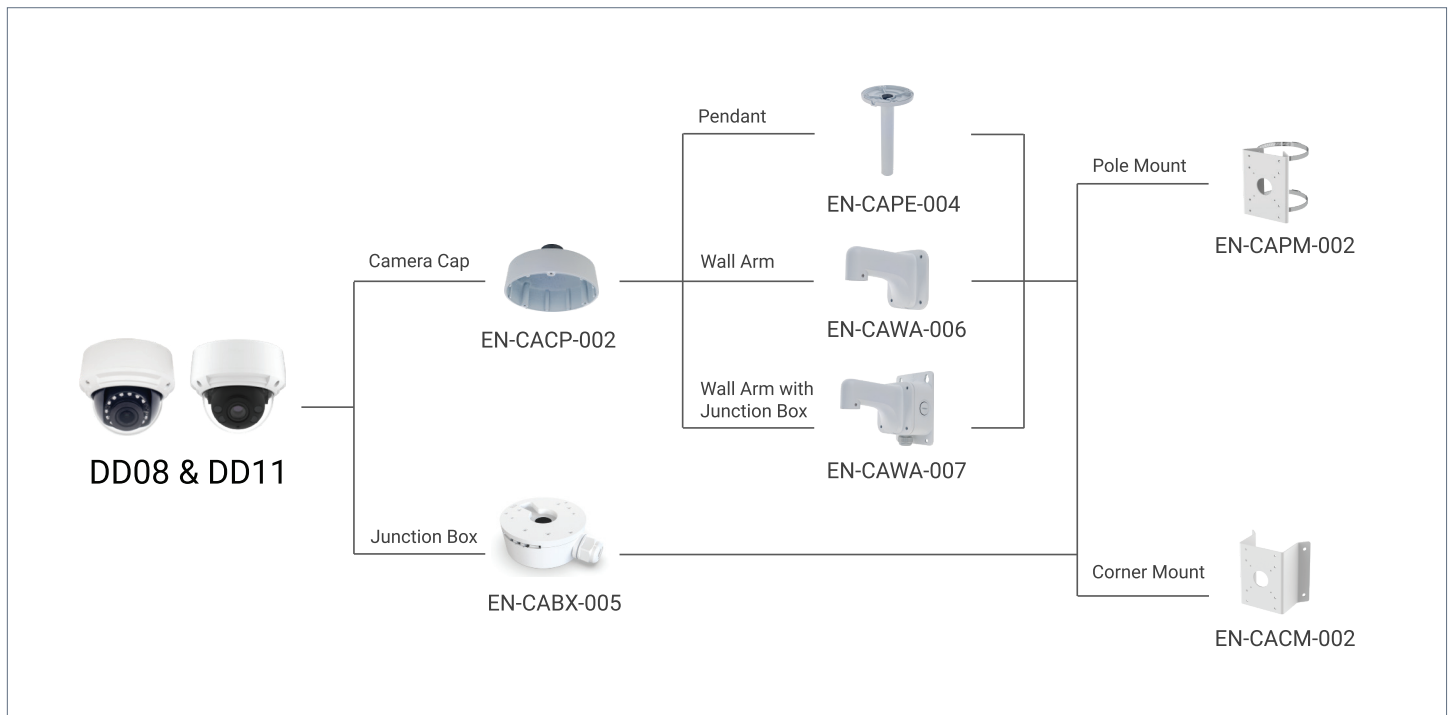 Pendant
EN-CAPE-004
Pole Mount
EN-CAPM-002
Camera Cap
EN-CACP-002
Wall Arm
EN-CAWA-006
Wall Arm with
Junction Box
EN-CAWA-007
DD08 & DD11
Junction Box
EN-CABX-005
Corner Mount
EN-CACM-002